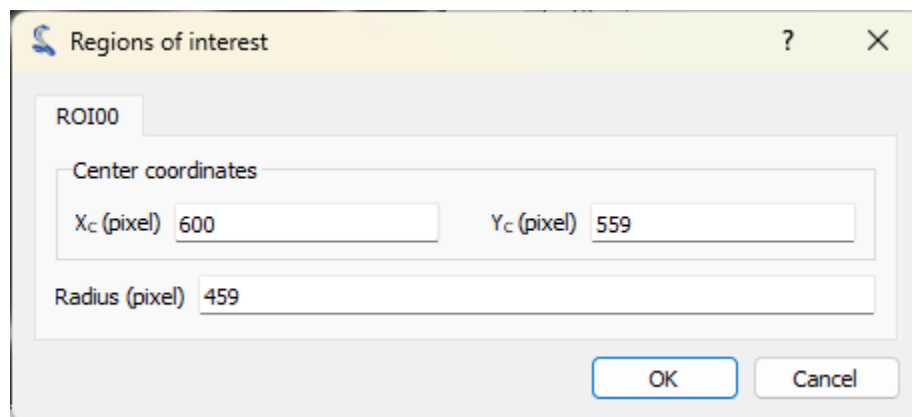 Regions of interest
ROI00
Center coordinates
XC (pixel) 600 YC (pixel) 559
Radius (pixel) 459
OK Cancel